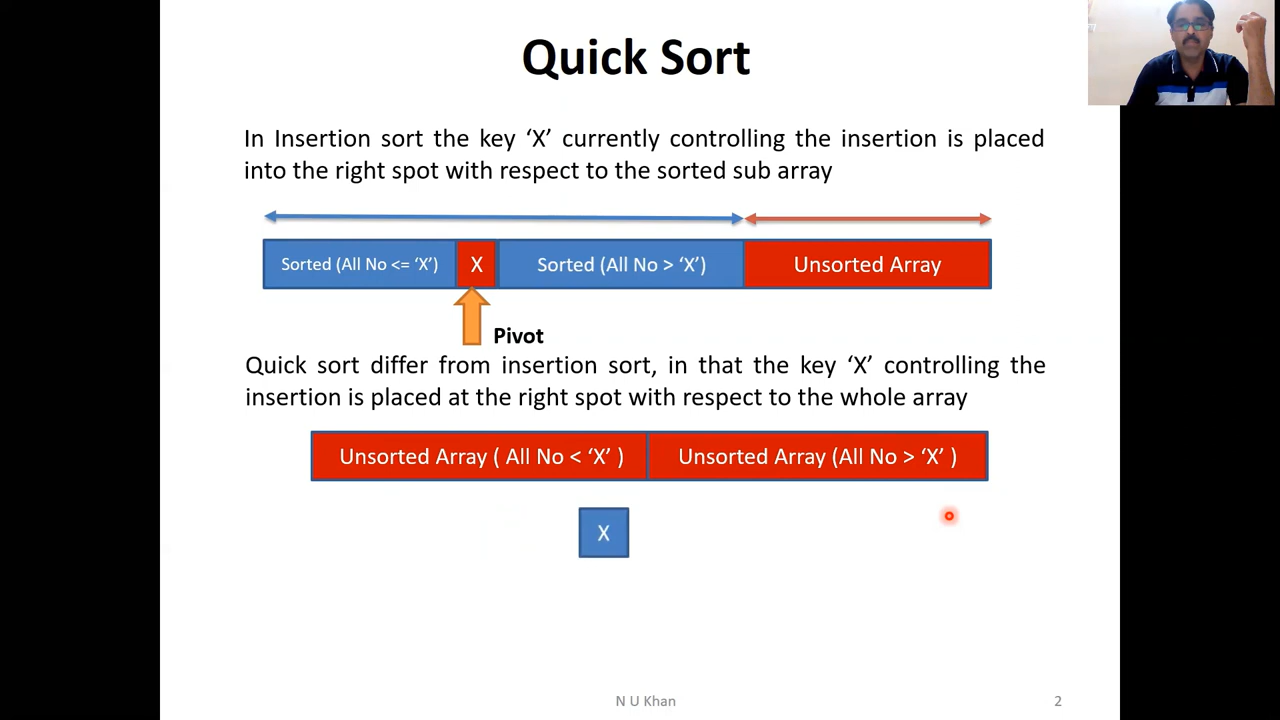 Quick Sort
In Insertion sort the key ‘X’ currently controlling the insertion is placed
into the right spot with respect to the sorted sub array
Sorted (All No <= ‘X’) X Sorted (All No > ‘X’) Unsorted Array
Pivot
Quick sort differ from insertion sort, in that the key ‘X’ controlling the
insertion is placed at the right spot with respect to the whole array
Unsorted Array ( All No < ‘X’ ) Unsorted Array (All No > ‘X’ )
X
N U Khan 2